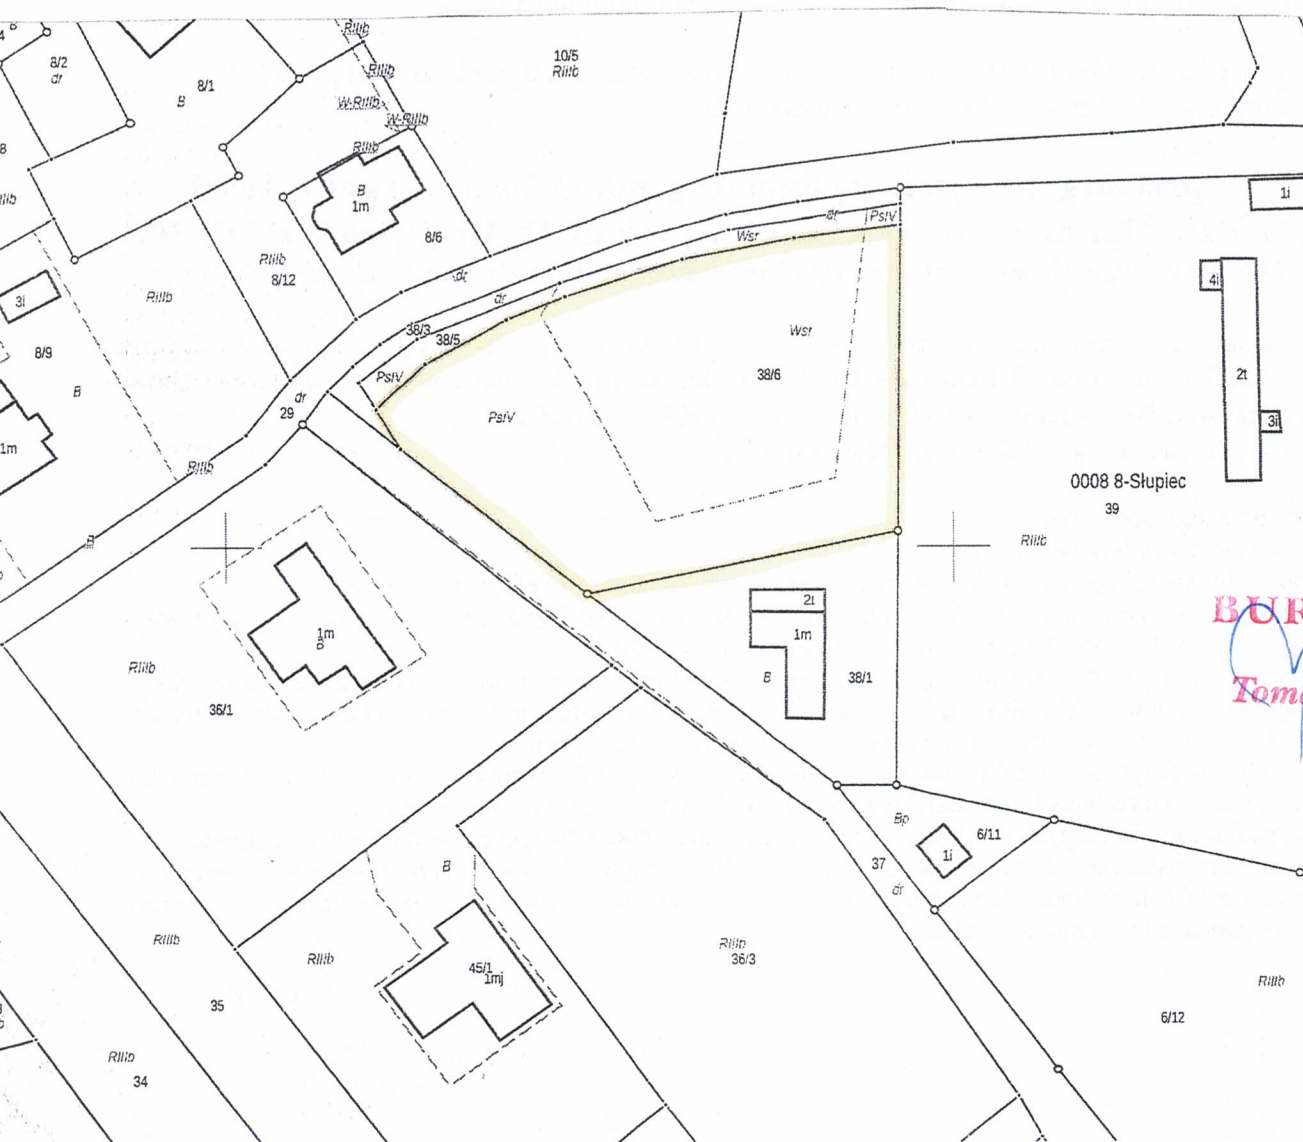 RIIIb
8/2
dr
8/1
B
RIIIb
10/5
RIIIb
W-RIIIb
W-RIIIb
RIIIb
B
1m
8/6
1i
dr
PsIV
Wsr
RIIIb
8/12
dr
4i
3i
RIIIb
dr
38/3
38/5
Wsr
8/9
B
PsIV
38/6
2t
dr
29
PsIV
3i
1m
RIIIb
0008 8-Słupiec
39
B
RIIIb
2t
BUR
1m
B
1m
RIIIb
B
38/1
Tom
36/1
Bp
6/11
B
37
1i
dr
RIIIb
RIIIb
RIIIb
36/3
45/1
1mj
RIIIb
35
6/12
RIIIb
34